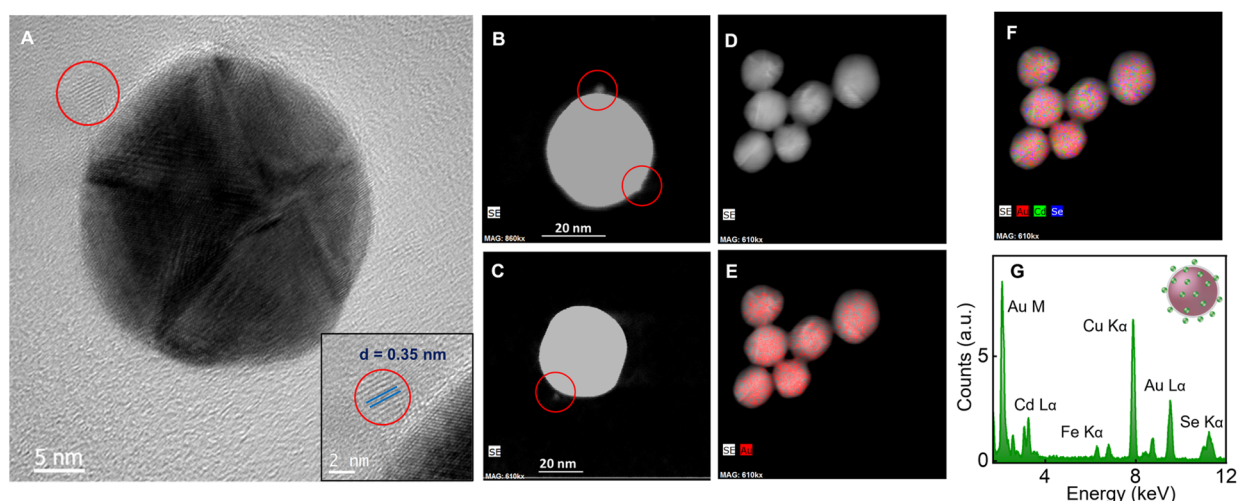 A
d = 0.35 nm
2 nm
5 nm
B
SE
20 nm
MAG: 860kx
C
SE
20 nm
MAG: 610kx
D
SE
MAG: 610kx
E
SE Au
MAG: 610kx
F
SE Au Cd Se
MAG: 610kx
G
Au M
Cu Kα
Au Lα
Cd Lα
Fe Kα
Se Kα
Counts (a.u.)
5
0
4
8
12
Energy (keV)